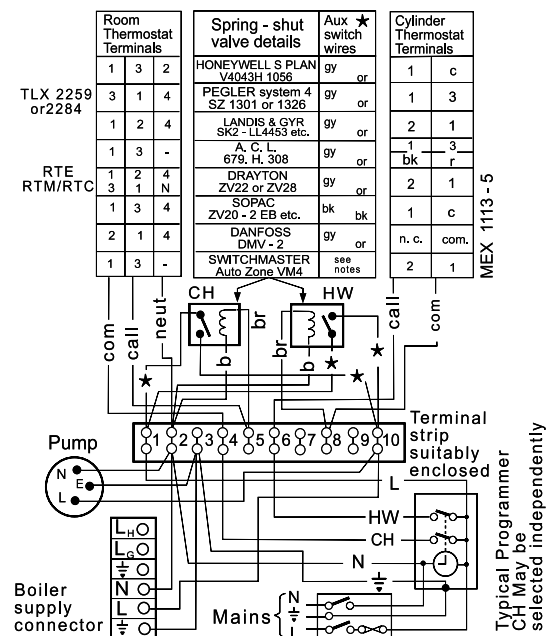 Room
Thermostat
Terminals
Spring - shut
valve details
Aux ★
switch
wires
Cylinder
Thermostat
Terminals
1 3 2
HONEYWELL S PLAN
V4043H 1056
gy
or
1 c
TLX 2259
or2284
3 1 4
PEGLER system 4
SZ 1301 or 1326
gy
or
1 3
1 2 4
LANDIS & GYR
SK2 - LL4453 etc.
gy
or
2 1
1 3 -
A. C. L.
679. H. 308
gy
or
1 3
bk r
RTE
RTM/RTC
1 2 4
3 1 N
DRAYTON
ZV22 or ZV28
gy
or
2 1
1 3 4
SOPAC
ZV20 - 2 EB etc.
bk
bk
1 c
2 1 4
DANFOSS
DMV - 2
gy
or
n. c. com.
1 3 -
SWITCHMASTER
Auto Zone VM4
see
notes
2 1
MEX 1113 - 5
CH
HW
com
call
neut
br
b
br
b
call
com
1 2 3 4 5 6 7 8 9 10
Terminal
strip
suitably
enclosed
Pump
N
E
L
L
HW
CH
N
Typical Programmer
CH May be
selected independently
Boiler
supply
connector
LH
LG
N
L
Mains
N
L